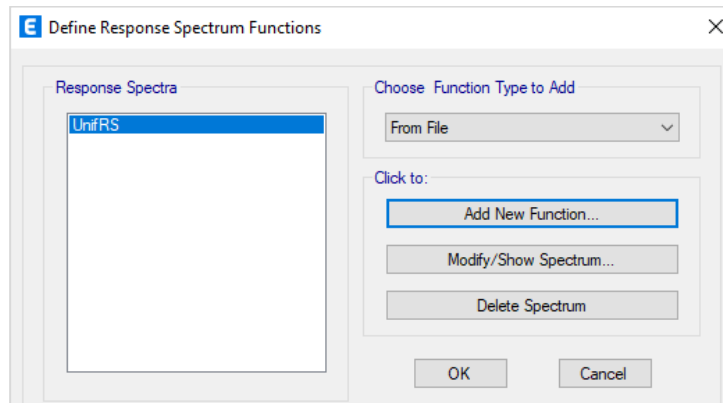 E Define Response Spectrum Functions
Response Spectra
UnifRS
Choose Function Type to Add
From File
Click to:
Add New Function...
Modify/Show Spectrum...
Delete Spectrum
OK
Cancel